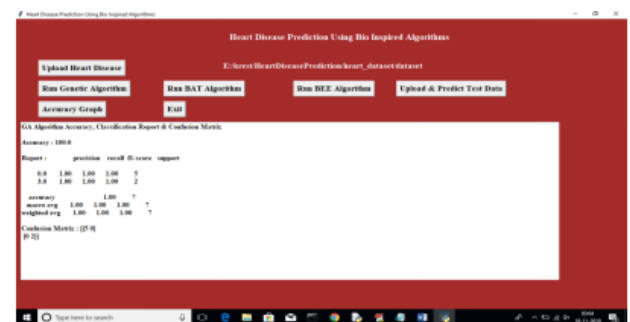 Heart Disease Prediction Using Bio Inspired Algorithms
Heart Disease Prediction Using Bio Inspired Algorithms
Upload Heart Disease
E:/krest/HeartDiseasePrediction/heart_dataset/dataset
Run Genetic Algorithm Run BAT Algorithm Run BEE Algorithm Upload & Predict Test Data
Accuracy Graph Exit
GA Algorithm Accuracy, Classification Report & Confusion Matrix
Accuracy : 100.0
Report : precision recall f1-score support
0.0 1.00 1.00 1.00 5
3.0 1.00 1.00 1.00 2
accuracy 1.00 7
macro avg 1.00 1.00 1.00 7
weighted avg 1.00 1.00 1.00 7
Confusion Matrix : [[5 0]
[0 2]]
Type here to search